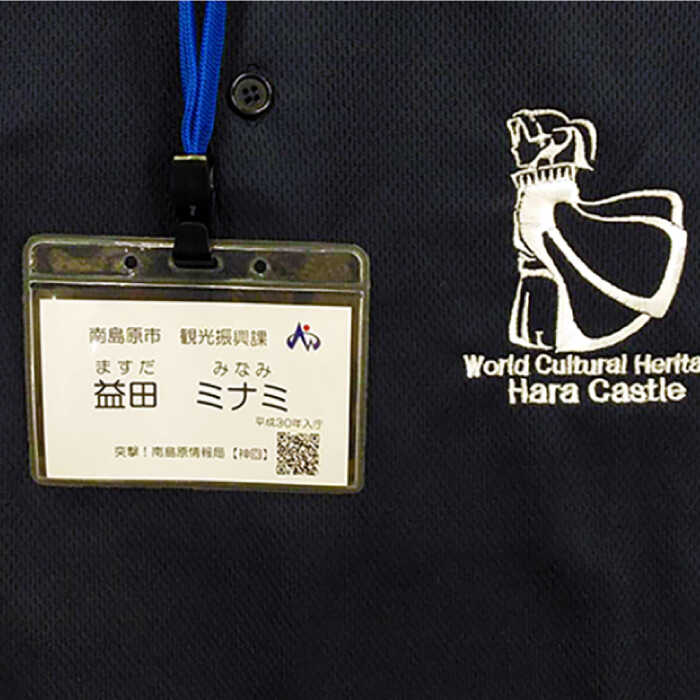 南島原市 観光振興課
ますだ みなみ
益田 ミナミ
平成30年入庁
突撃！南島原情報局【神回】
World Cultural Herita
Hara Castle